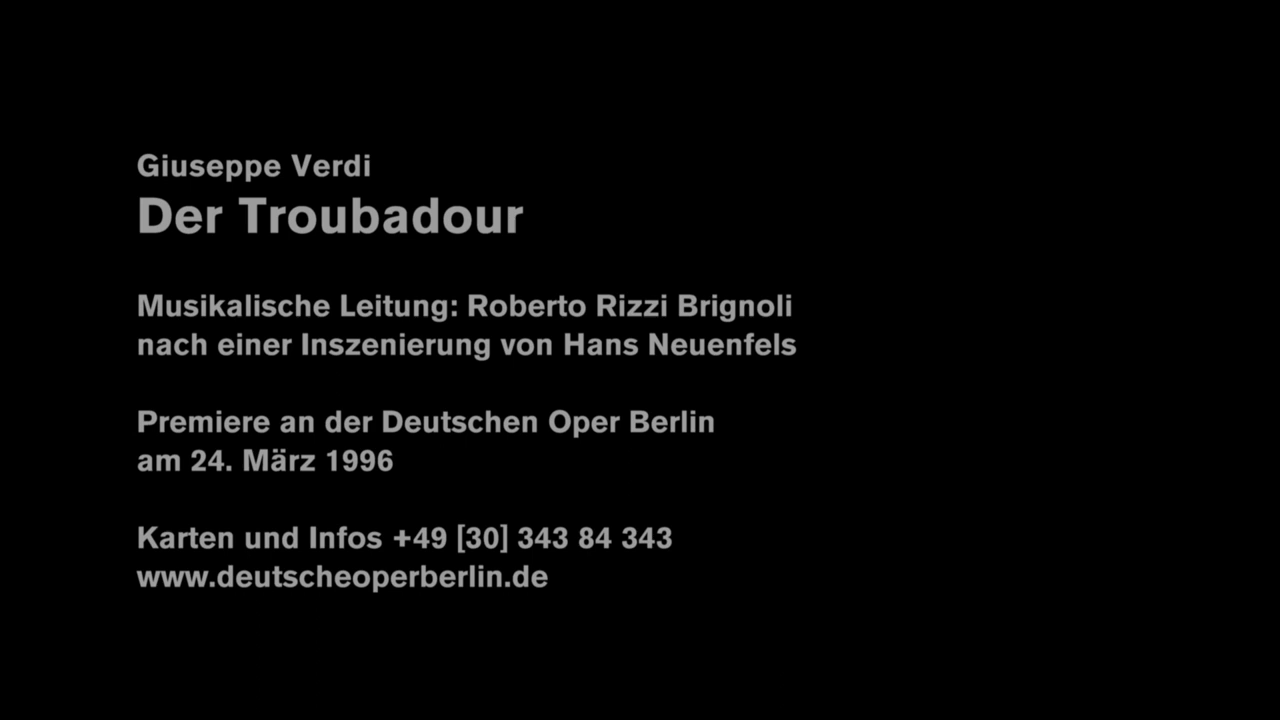 Giuseppe Verdi
Der Troubadour
Musikalische Leitung: Roberto Rizzi Brignoli
nach einer Inszenierung von Hans Neuenfels
Premiere an der Deutschen Oper Berlin
am 24. März 1996
Karten und Infos +49 [30] 343 84 343
www.deutscheoperberlin.de